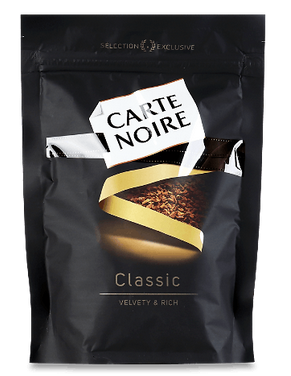 SELECTION EXCLUSIVE
CARTE
NOIRE
Classic
VELVETY & RICH